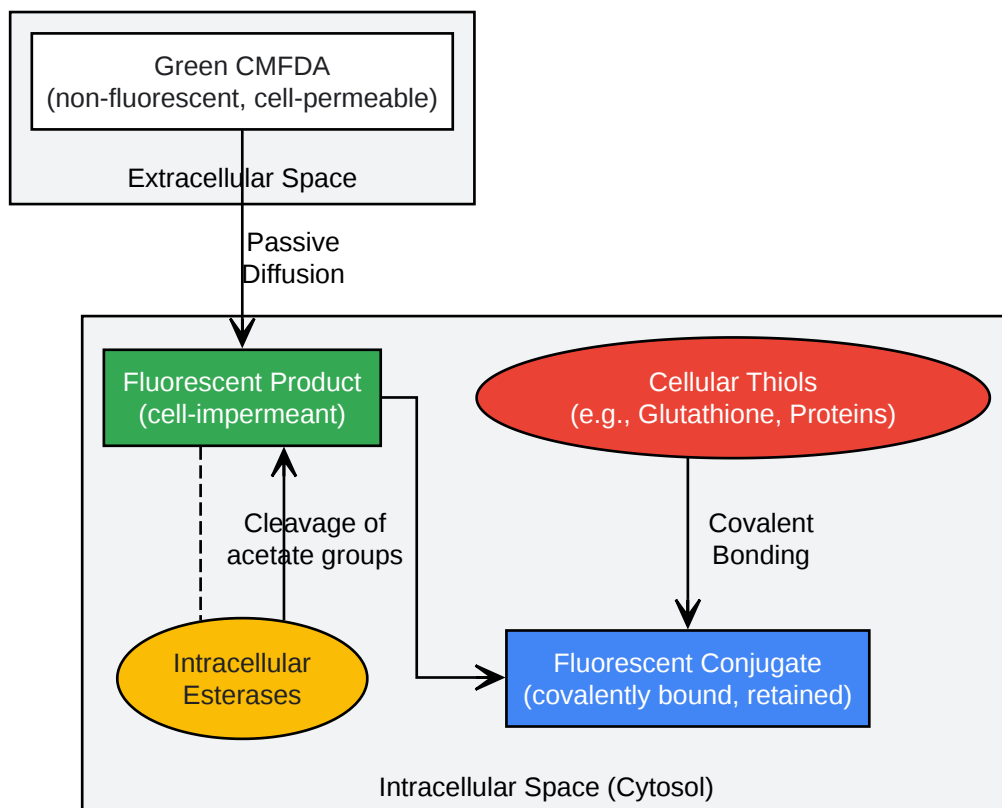 Green CMFDA
(non-fluorescent, cell-permeable)
Extracellular Space
Passive
Diffusion
Fluorescent Product
(cell-impermeant)
Cellular Thiols
(e.g., Glutathione, Proteins)
Cleavage of
acetate groups
Covalent
Bonding
Intracellular
Esterases
Fluorescent Conjugate
(covalently bound, retained)
Intracellular Space (Cytosol)